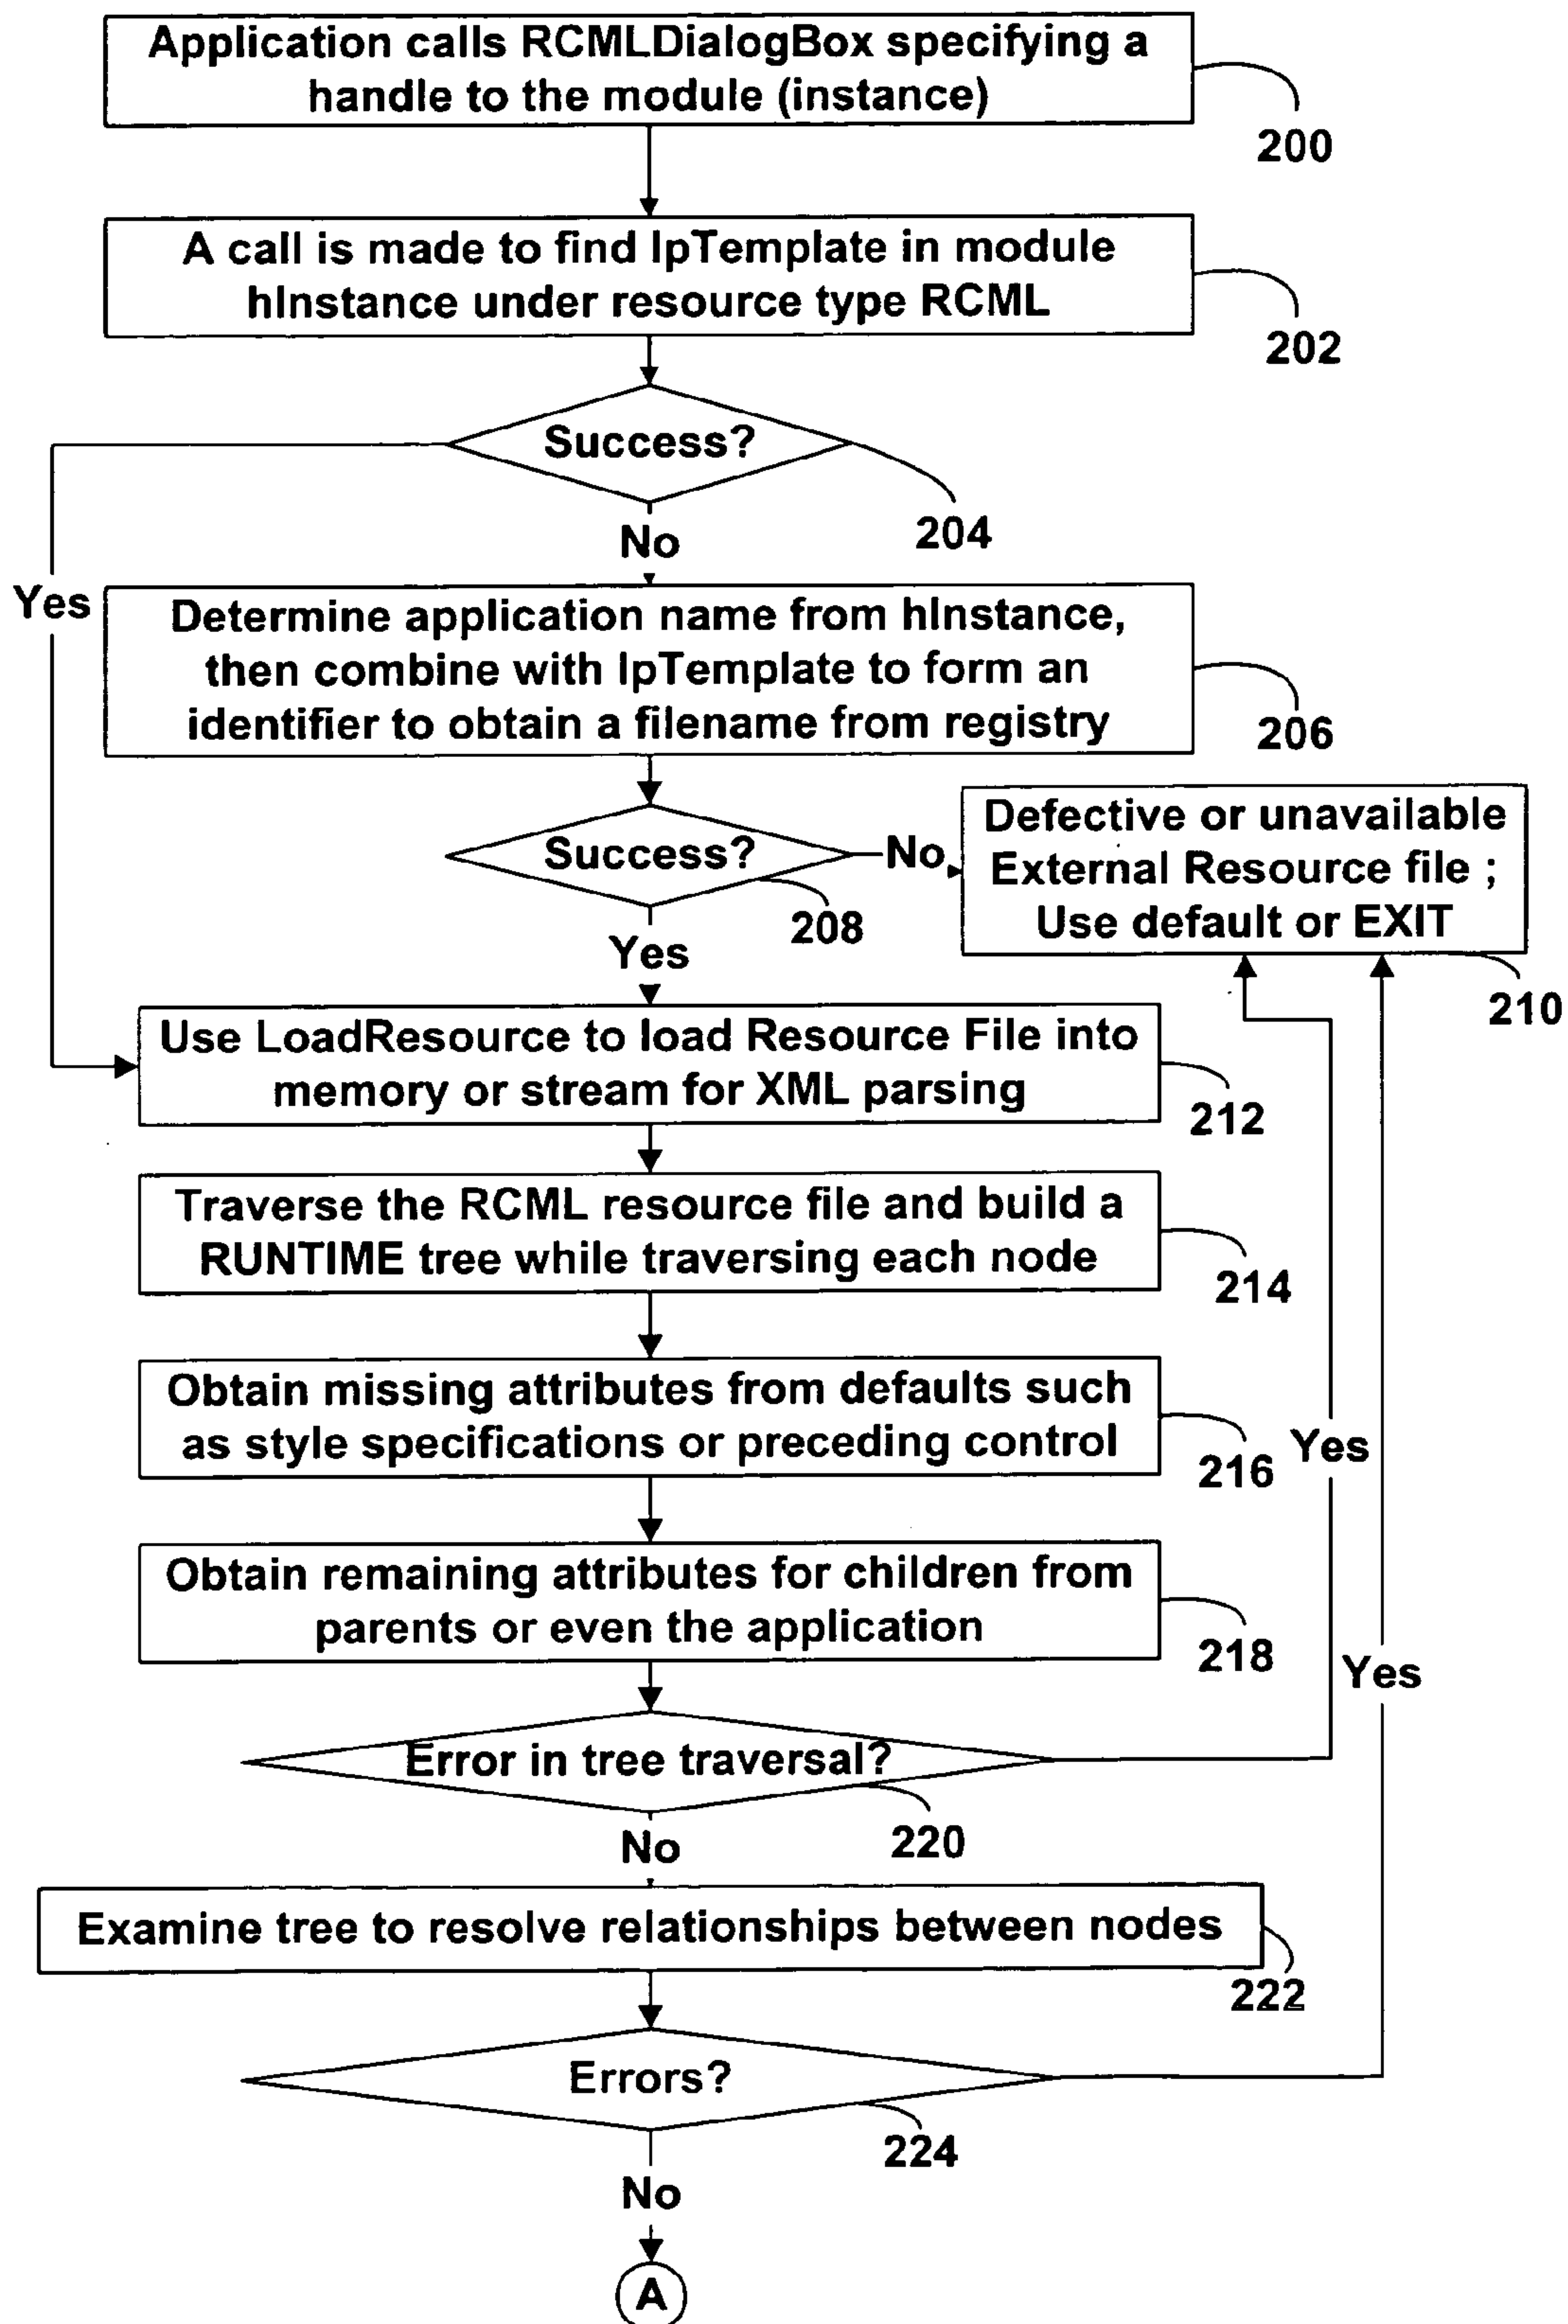 Application calls RCMLDialogBox specifying a
handle to the module (instance)
200
A call is made to find lpTemplate in module
hInstance under resource type RCML
202
Success?
204
No
Yes
Determine application name from hInstance,
then combine with lpTemplate to form an
identifier to obtain a filename from registry
206
Success?
No
208
Yes
Defective or unavailable
External Resource file ;
Use default or EXIT
210
Use LoadResource to load Resource File into
memory or stream for XML parsing
212
Traverse the RCML resource file and build a
RUNTIME tree while traversing each node
214
Obtain missing attributes from defaults such
as style specifications or preceding control
216
Yes
Obtain remaining attributes for children from
parents or even the application
218
Yes
Error in tree traversal?
220
No
Examine tree to resolve relationships between nodes
222
Errors?
224
No
A